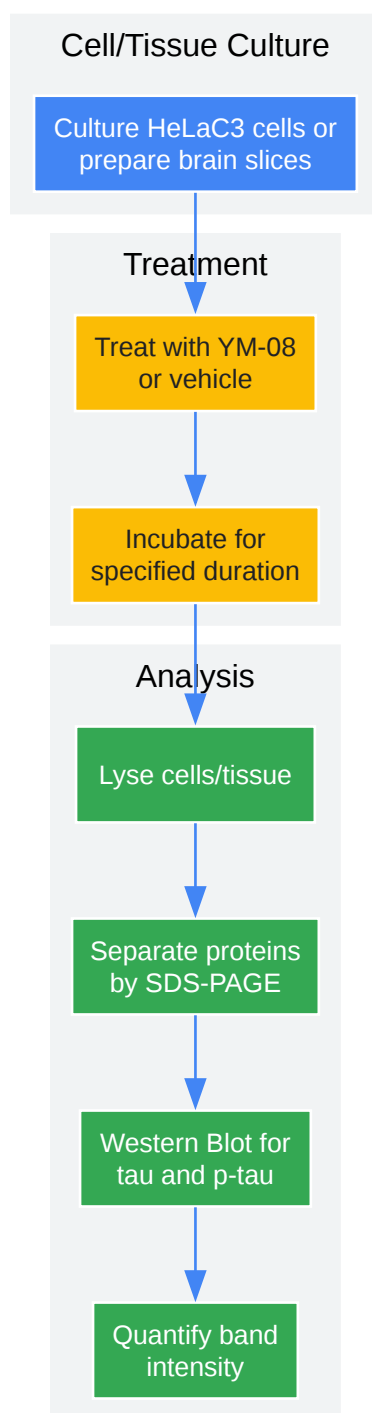 Cell/Tissue Culture
Culture HeLaC3 cells or
prepare brain slices
Treatment
Treat with YM-08
or vehicle
Incubate for
specified duration
Analysis
Lyse cells/tissue
Separate proteins
by SDS-PAGE
Western Blot for
tau and p-tau
Quantify band
intensity